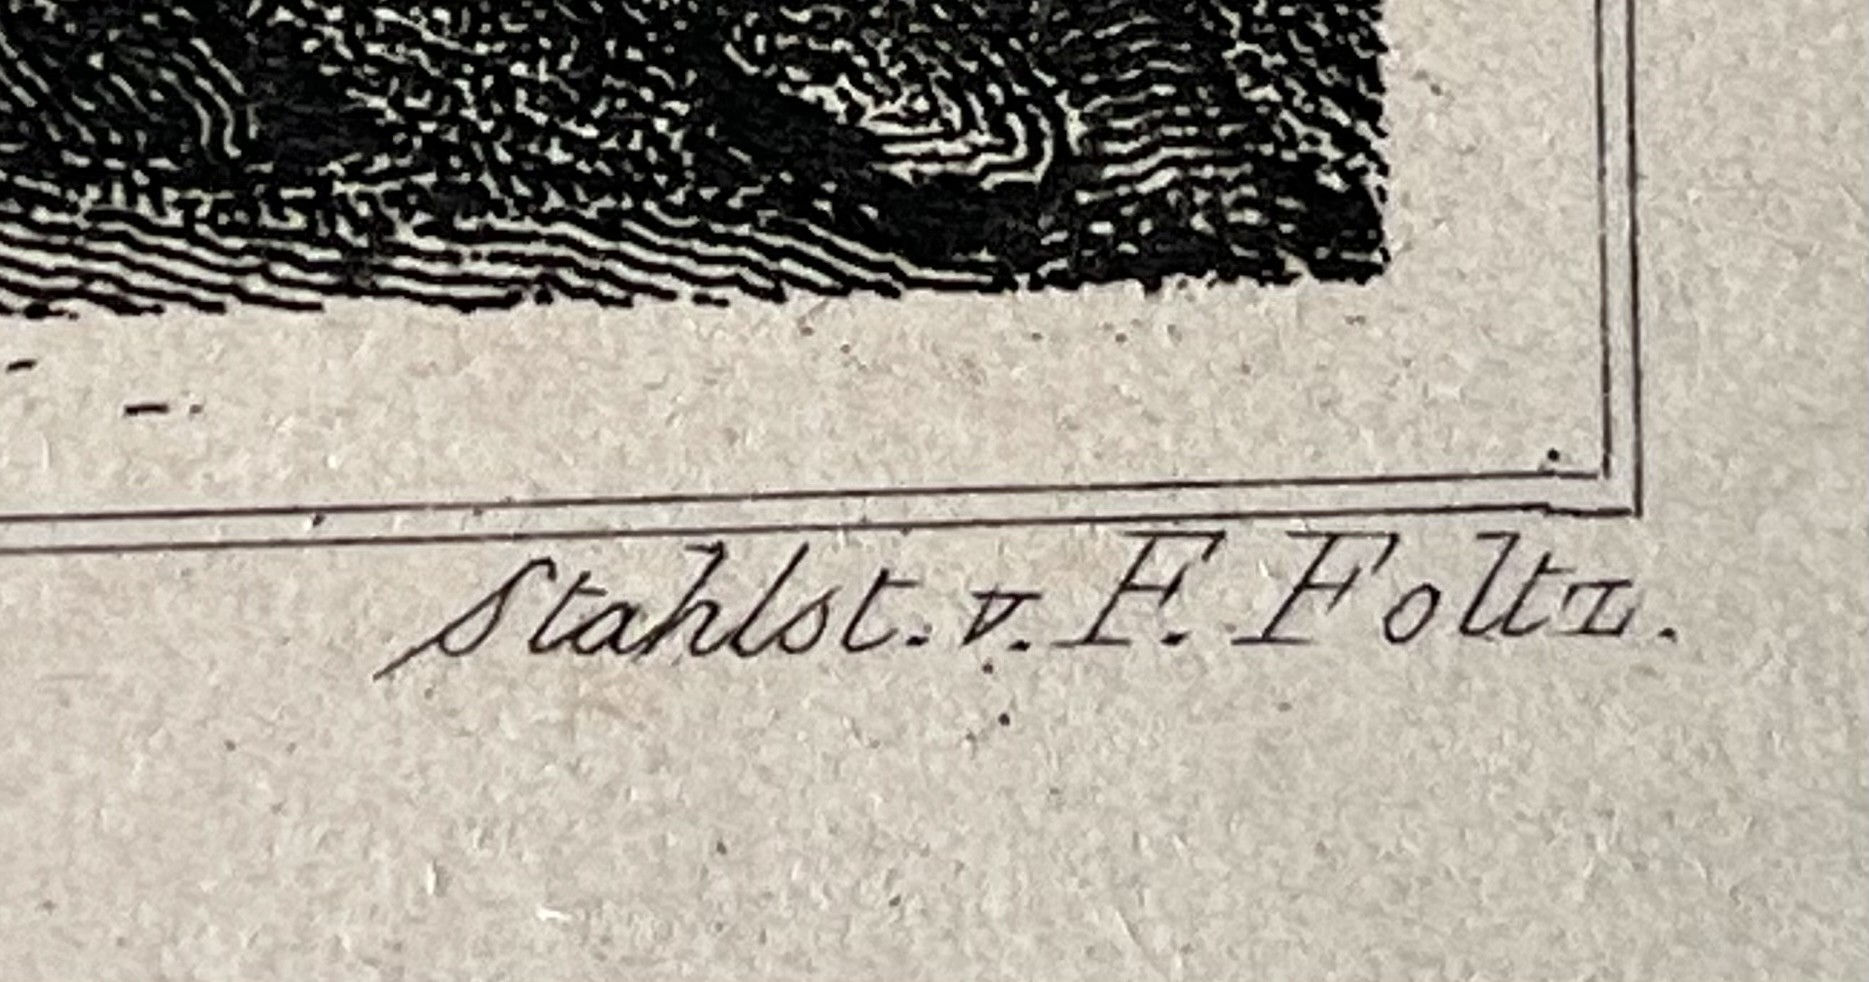 Stahlst. v. F. Foltz.